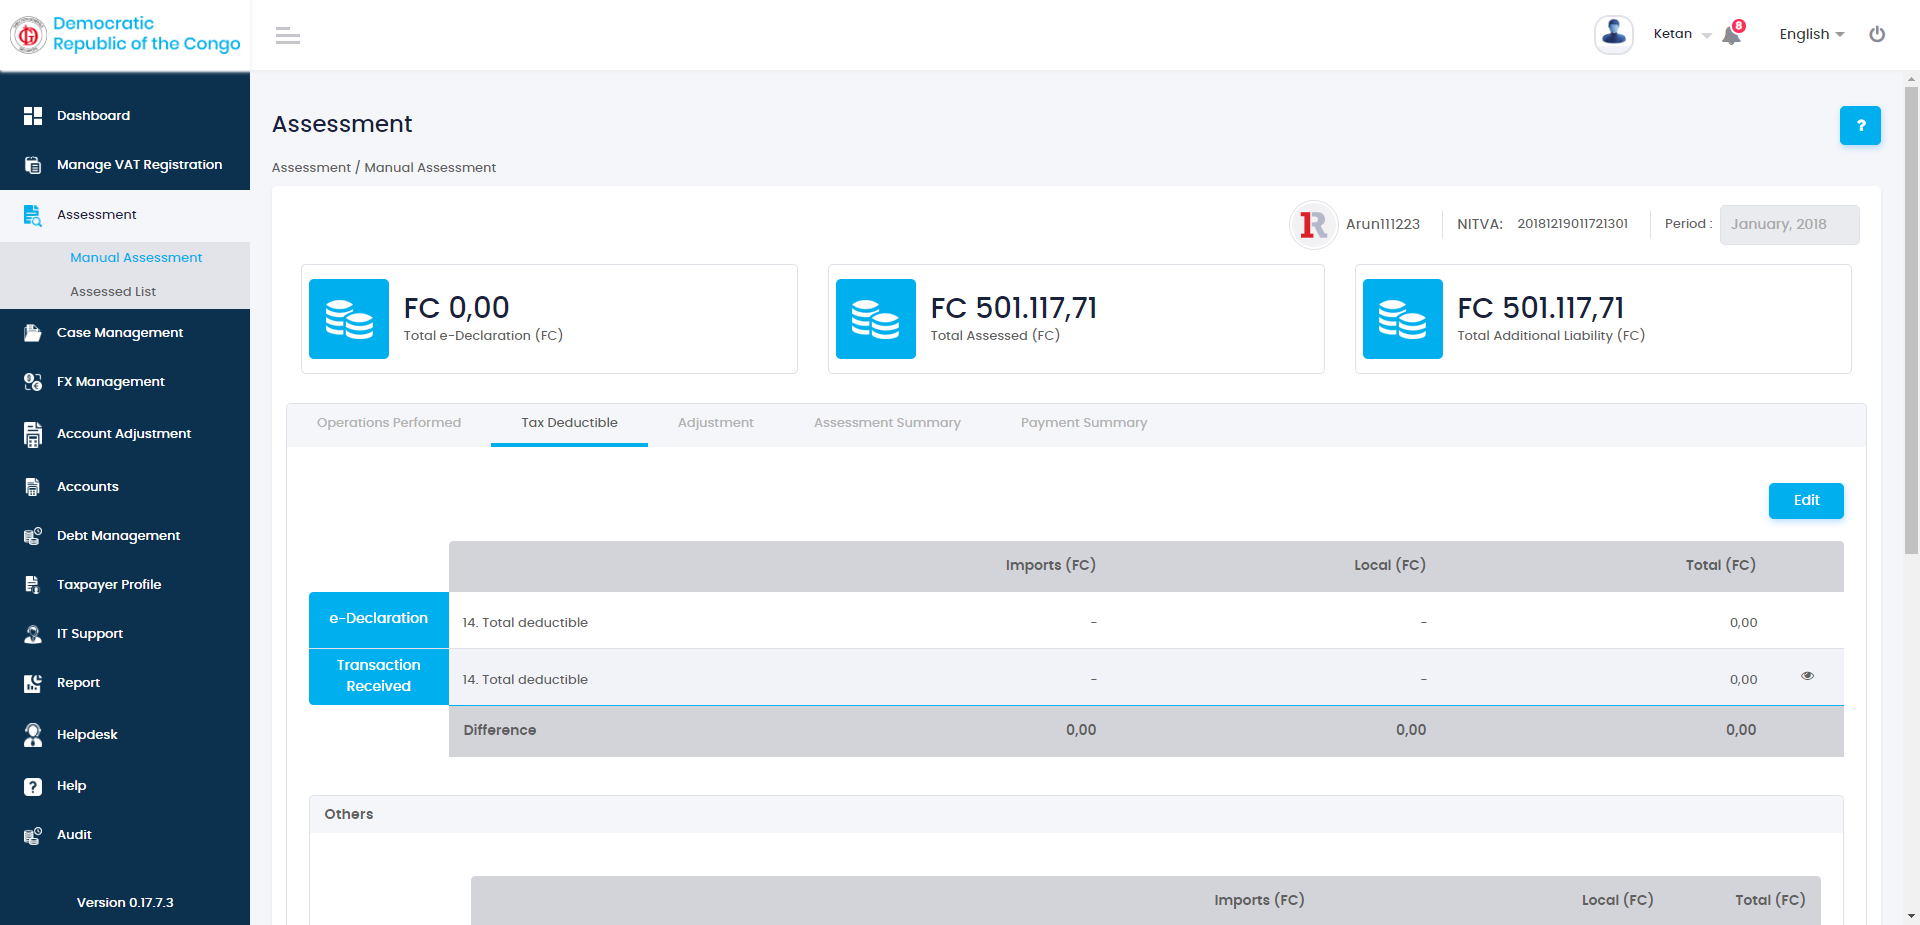 Democratic
Republic of the Congo
Ketan
8
English
Dashboard
Manage VAT Registration
Assessment
Manual Assessment
Assessed List
Case Management
FX Management
Account Adjustment
Accounts
Debt Management
Taxpayer Profile
IT Support
Report
Helpdesk
Help
Audit
Version 0.17.7.3
Assessment
?
Assessment / Manual Assessment
1R Arun111223 NITVA: 20181219011721301 Period : January, 2018
FC 0,00
Total e-Declaration (FC)
FC 501.117,71
Total Assessed (FC)
FC 501.117,71
Total Additional Liability (FC)
Operations Performed Tax Deductible Adjustment Assessment Summary Payment Summary
Edit
Imports (FC) Local (FC) Total (FC)
e-Declaration 14. Total deductible - - 0,00
Transaction
Received 14. Total deductible - - 0,00
Difference 0,00 0,00 0,00
Others
Imports (FC) Local (FC) Total (FC)